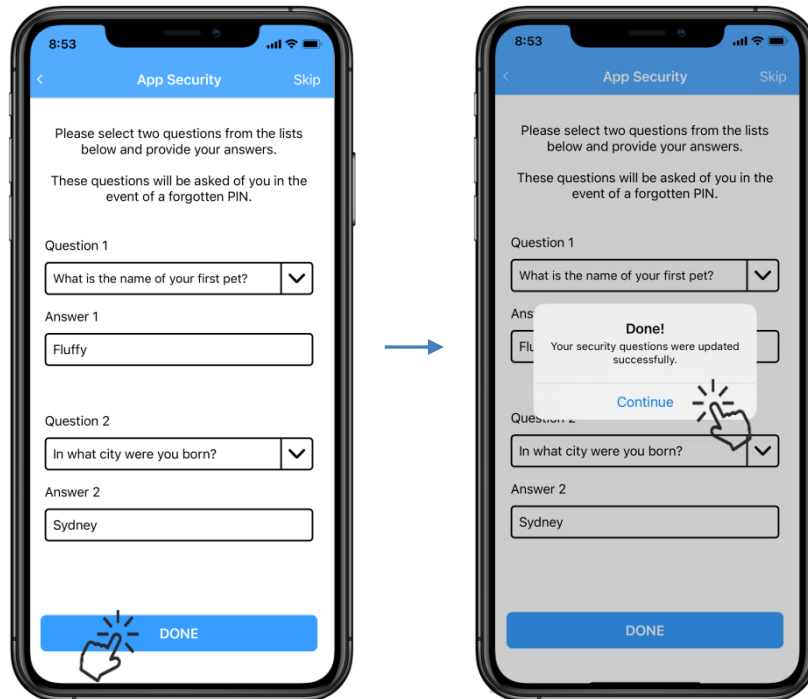 8:53
App Security
Skip
Please select two questions from the lists
below and provide your answers.
These questions will be asked of you in the
event of a forgotten PIN.
Question 1
What is the name of your first pet?
Answer 1
Fluffy
Question 2
In what city were you born?
Answer 2
Sydney
DONE
8:53
App Security
Skip
Please select two questions from the lists
below and provide your answers.
These questions will be asked of you in the
event of a forgotten PIN.
Question 1
What is the name of your first pet?
Ans
Flu
Done!
Your security questions were updated
successfully.
Continue
Question 2
In what city were you born?
Answer 2
Sydney
DONE